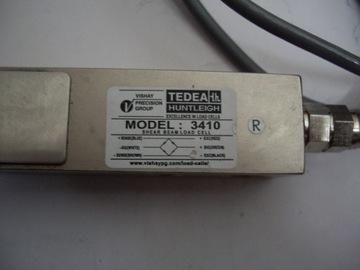 VISHAY
PRECISION
GROUP
TEDEA
HUNTLEIGH
EXCELLENCE IN LOAD CELLS
MODEL : 3410
SHEAR BEAM LOAD CELL
www.vishaypg.com/load-cells/
R